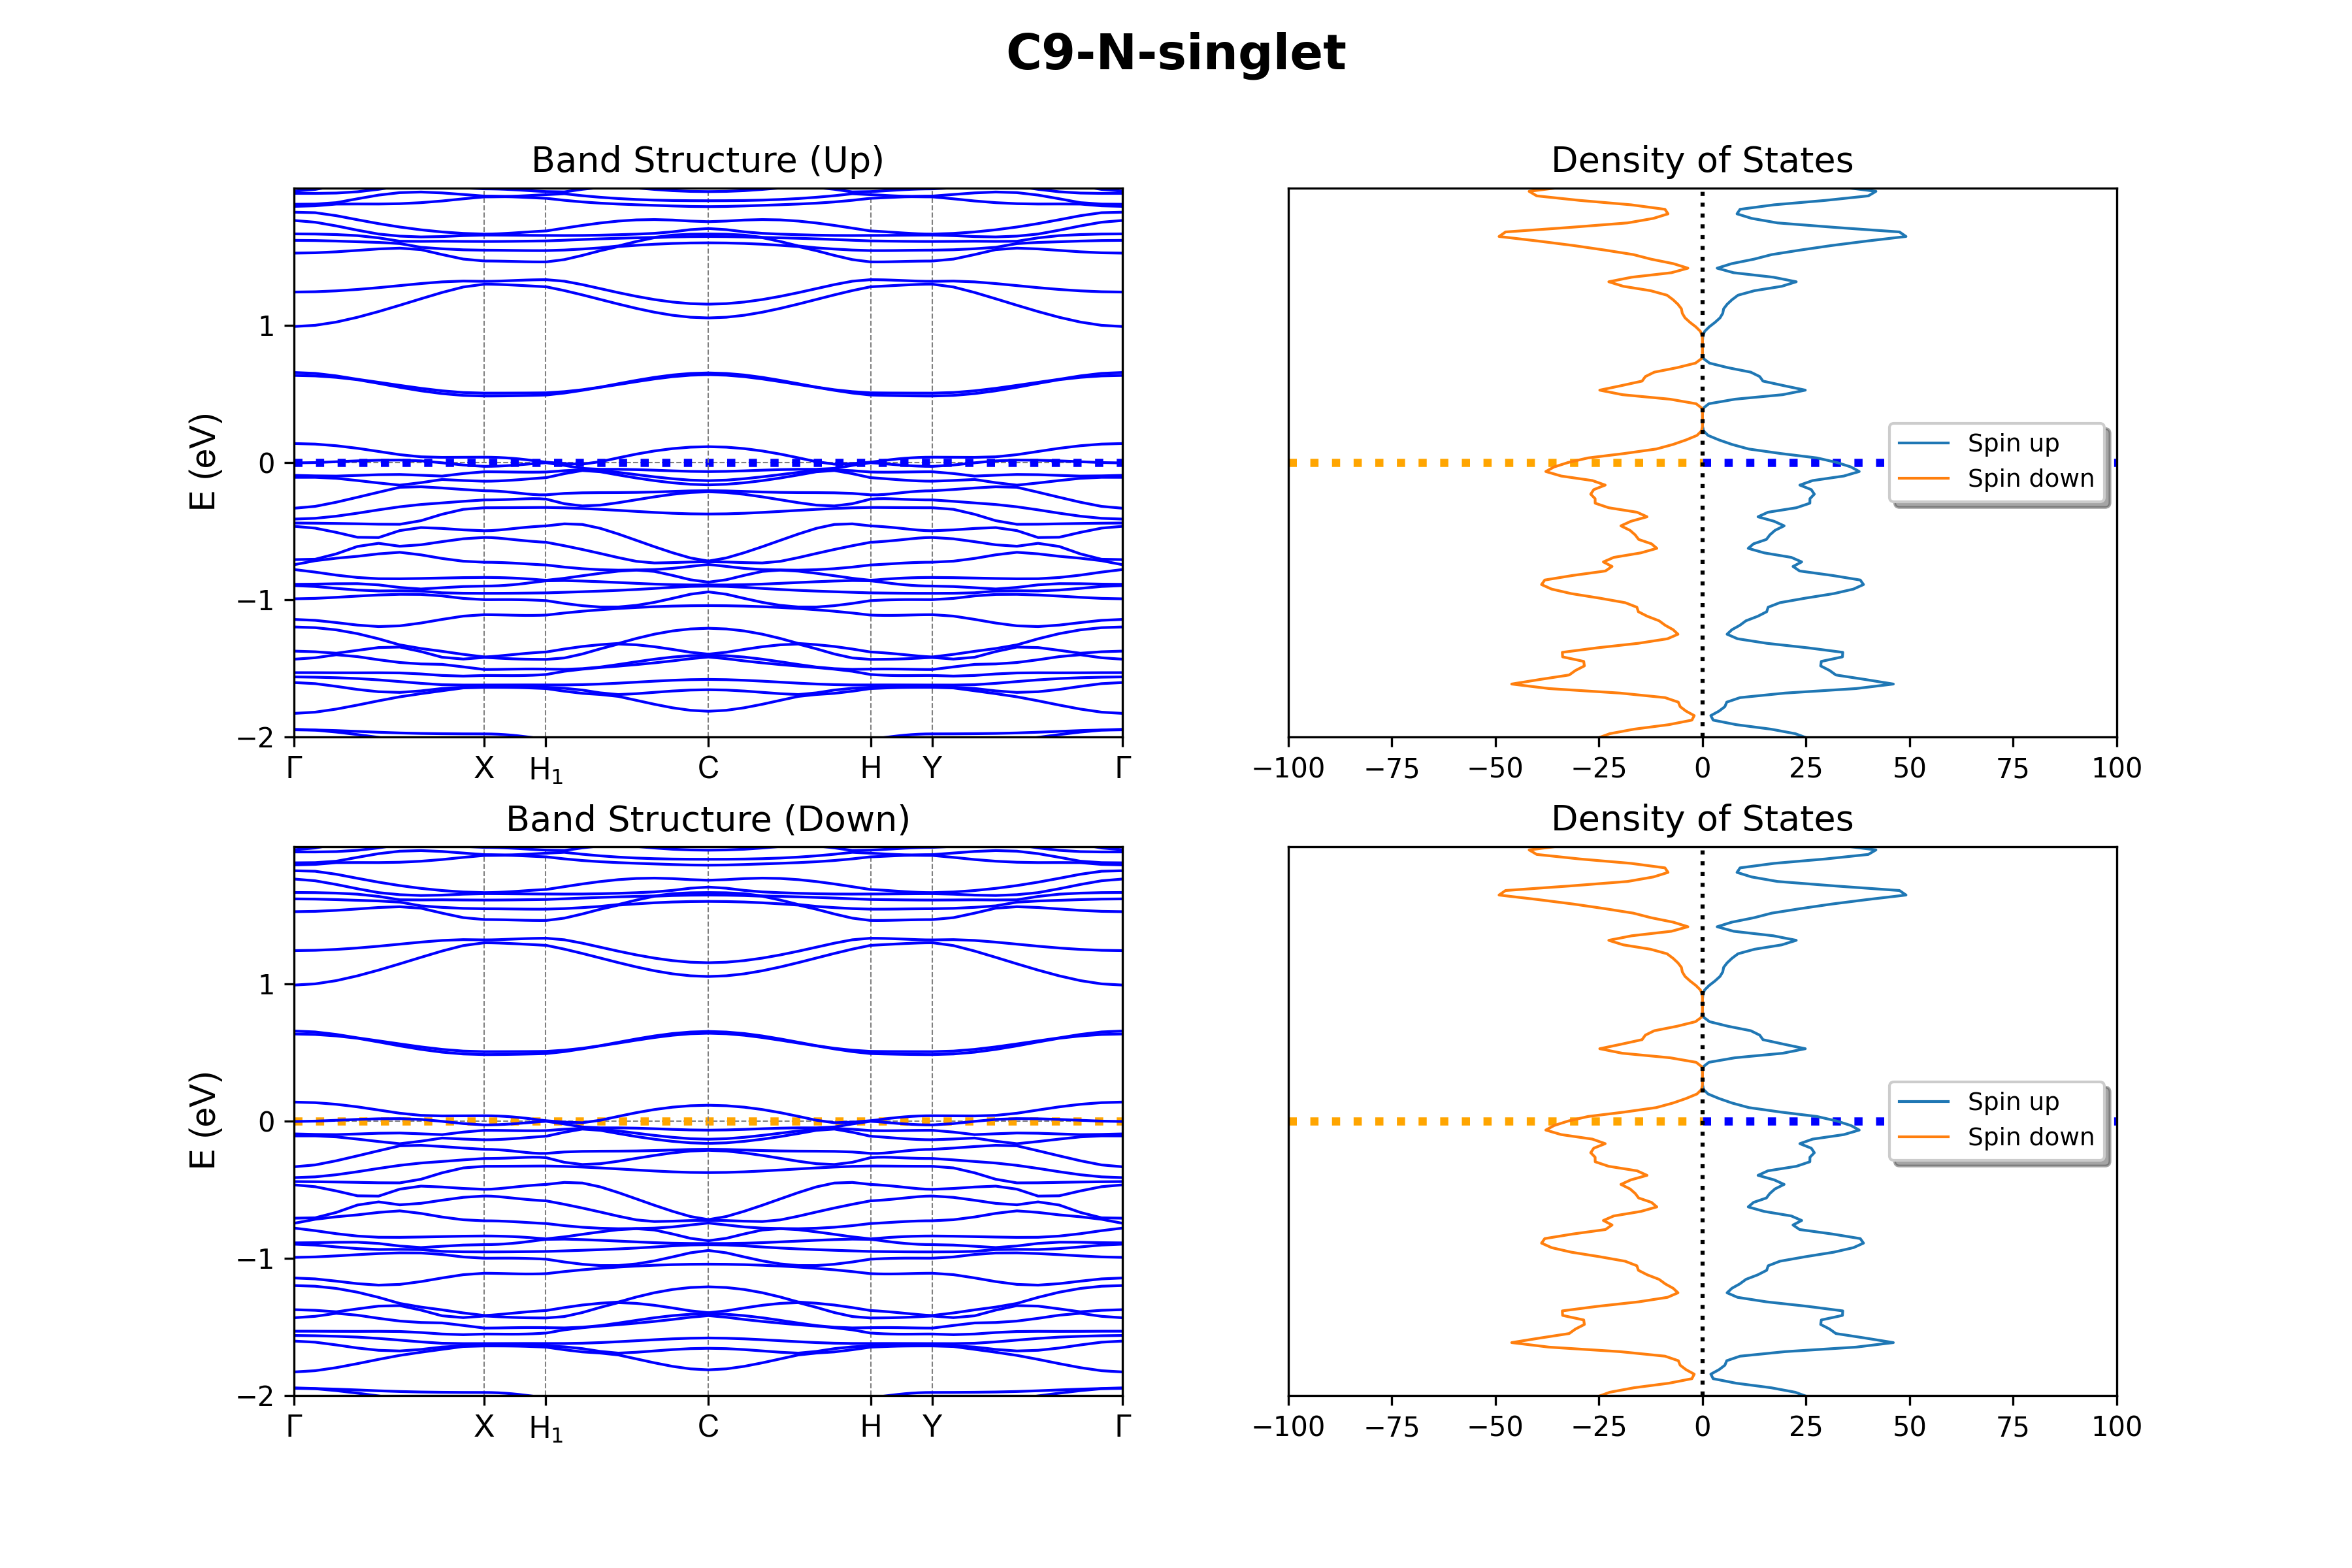 C9-N-singlet
Band Structure (Up)
E (eV)
1
0
−1
−2
Γ X H₁ C H Y Γ
Density of States
Spin up
Spin down
−100 −75 −50 −25 0 25 50 75 100
Band Structure (Down)
E (eV)
1
0
−1
−2
Γ X H₁ C H Y Γ
Density of States
Spin up
Spin down
−100 −75 −50 −25 0 25 50 75 100